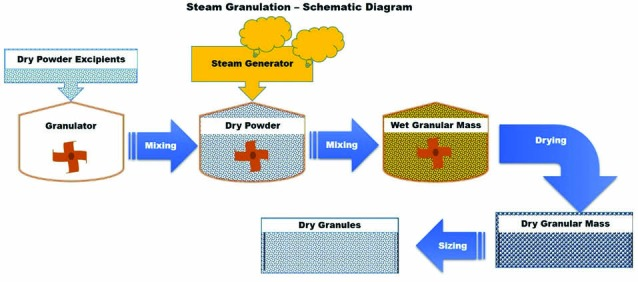 Steam Granulation – Schematic Diagram
Dry Powder Excipients
Steam Generator
Granulator
Mixing
Dry Powder
Mixing
Wet Granular Mass
Drying
Dry Granular Mass
Sizing
Dry Granules